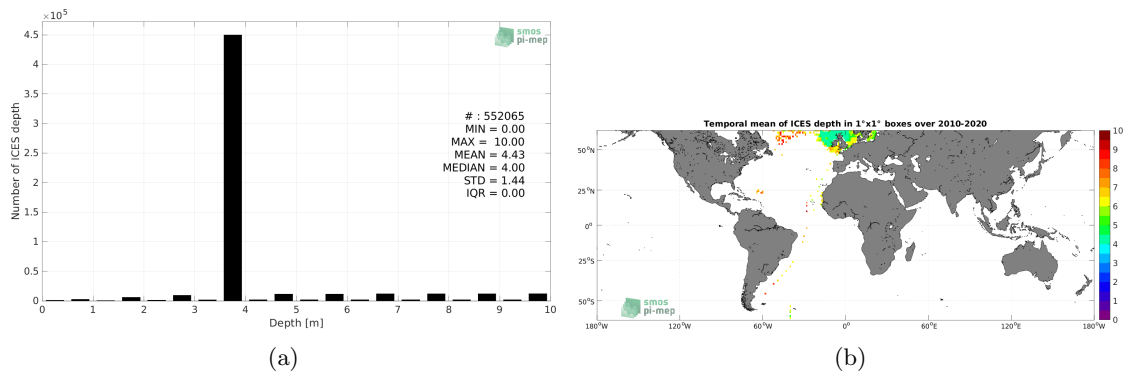 ×10⁵
smos
pi-mep
4.5
4
3.5
3
2.5
2
1.5
1
0.5
0
Number of ICES depth
# : 552065
MIN = 0.00
MAX = 10.00
MEAN = 4.43
MEDIAN = 4.00
STD = 1.44
IQR = 0.00
0 1 2 3 4 5 6 7 8 9 10
Depth [m]
(a)
Temporal mean of ICES depth in 1°x1° boxes over 2010-2020
50°N
25°N
0°
25°S
50°S
smos
pi-mep
180°W 120°W 60°W 0° 60°E 120°E 180°W
10
9
8
7
6
5
4
3
2
1
0
(b)